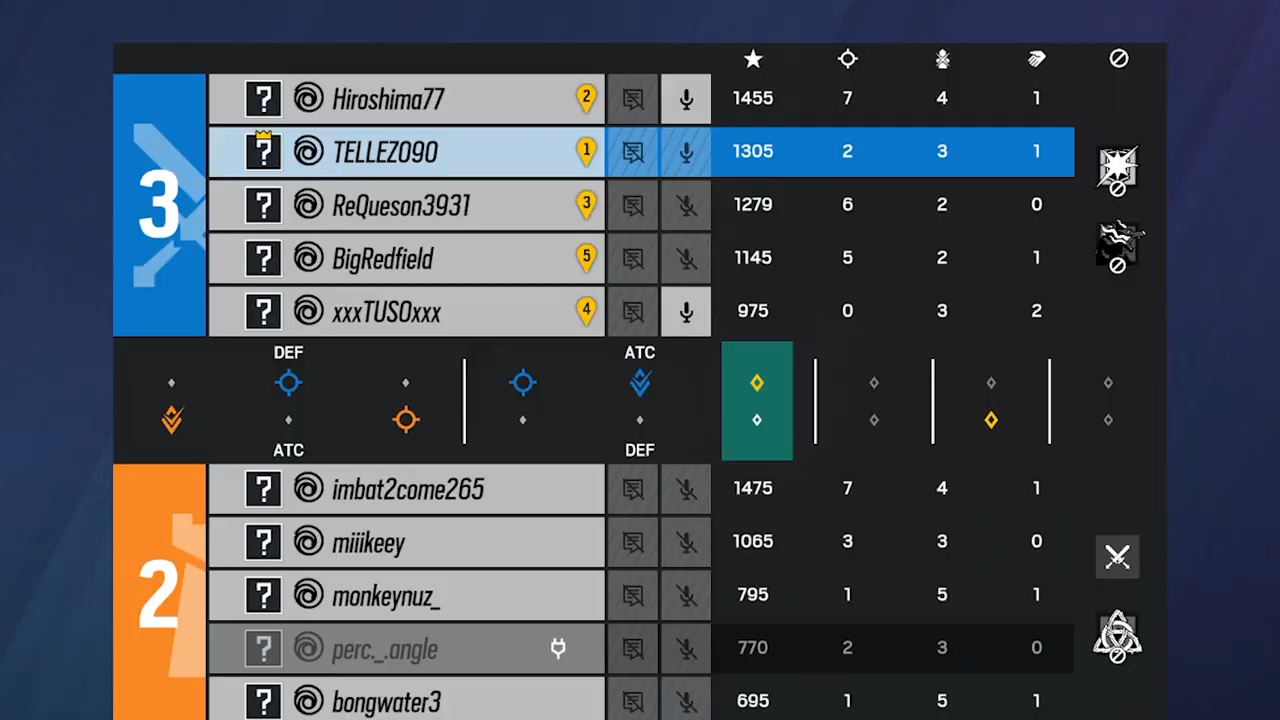 3
? Hiroshima77 2 1455 7 4 1
? TELLEZ090 1 1305 2 3 1
? ReQueson3931 3 1279 6 2 0
? BigRedfield 5 1145 5 2 1
? xxxTUSOxxx 4 975 0 3 2
DEF ATC
ATC DEF
2
? imbat2come265 1475 7 4 1
? miiikeey 1065 3 3 0
? monkeynuz_ 795 1 5 1
? perc._.angle 770 2 3 0
? bongwater3 695 1 5 1